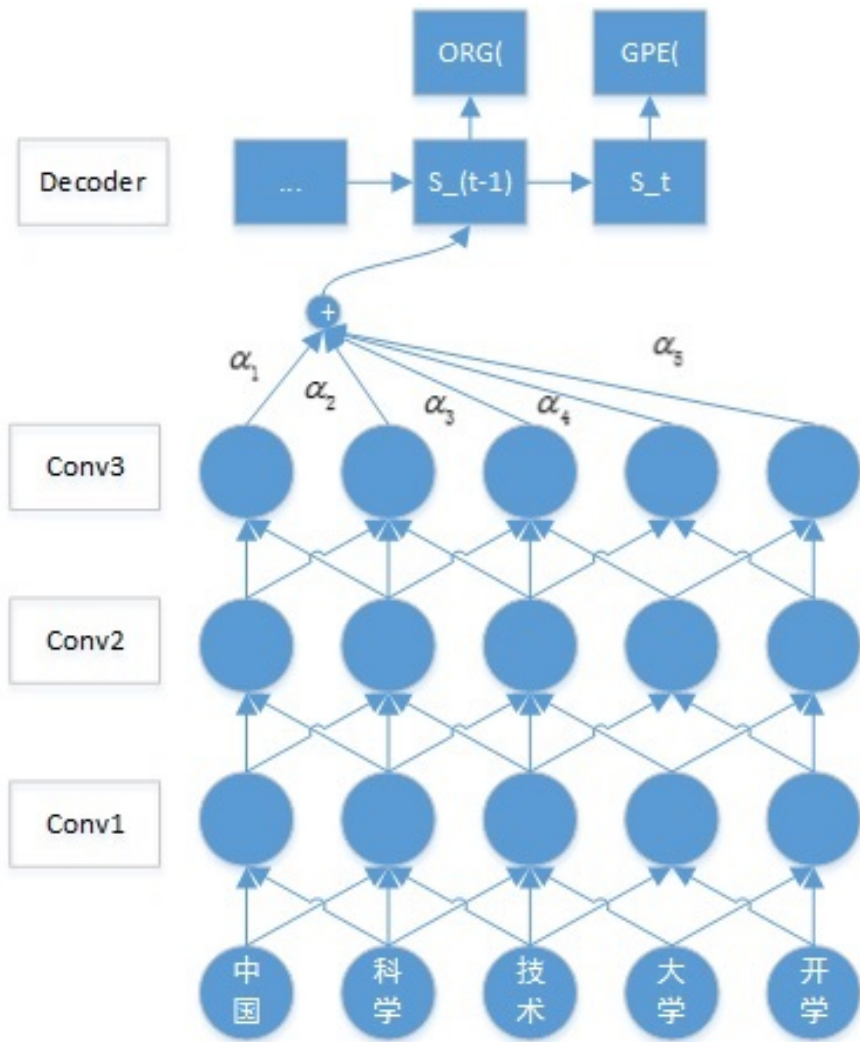 ORG( GPE(
Decoder ... S_(t-1) S_t
+
α₁ α₂ α₃ α₄ α₅
Conv3
Conv2
Conv1
中国 科学 技术 大学 开学